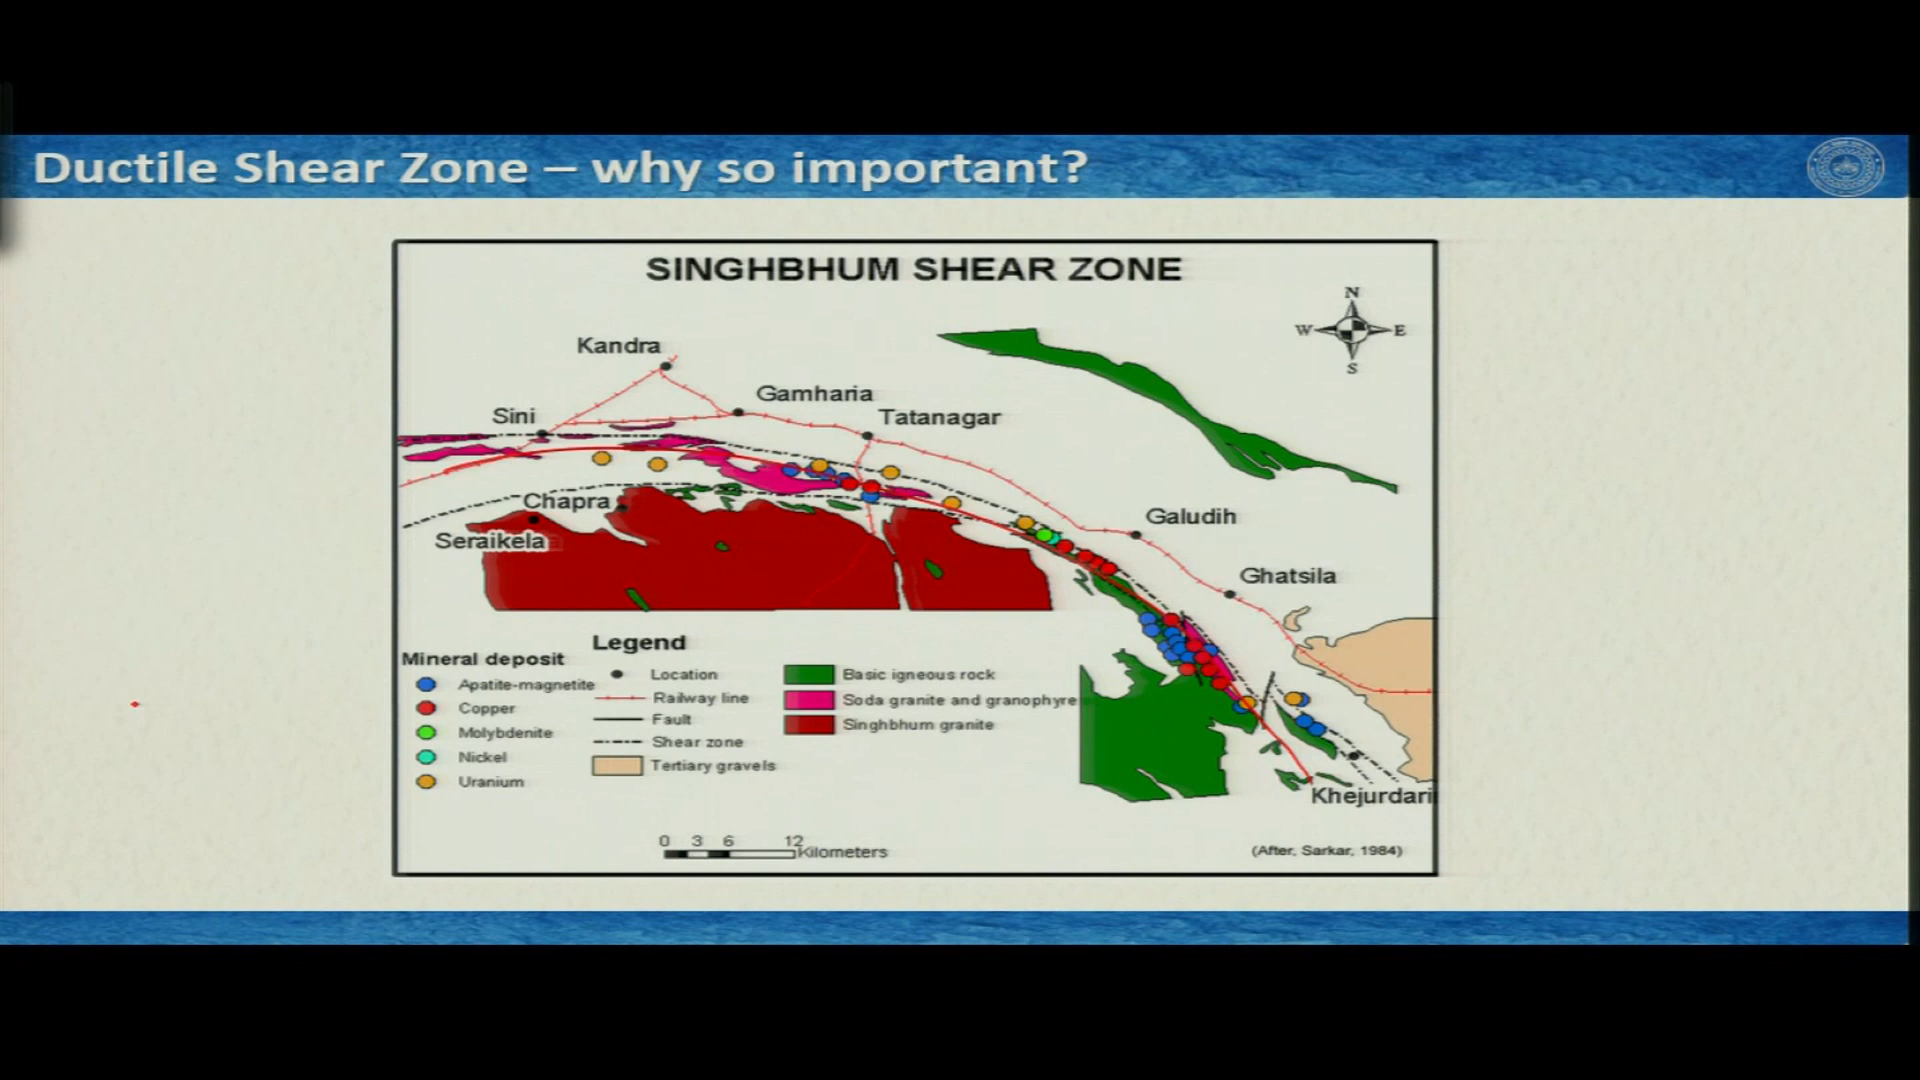 Ductile Shear Zone – why so important?
SINGHBHUM SHEAR ZONE
N
W E
S
Kandra
Gamharia
Sini
Tatanagar
Chapra
Seraikela
Galudih
Ghatsila
Khejurdari
Legend
Mineral deposit
Apatite-magnetite
Copper
Molybdenite
Nickel
Uranium
Location
Railway line
Fault
Shear zone
Tertiary gravels
Basic igneous rock
Soda granite and granophyre
Singhbhum granite
0 3 6 12
Kilometers
(After, Sarkar, 1984)